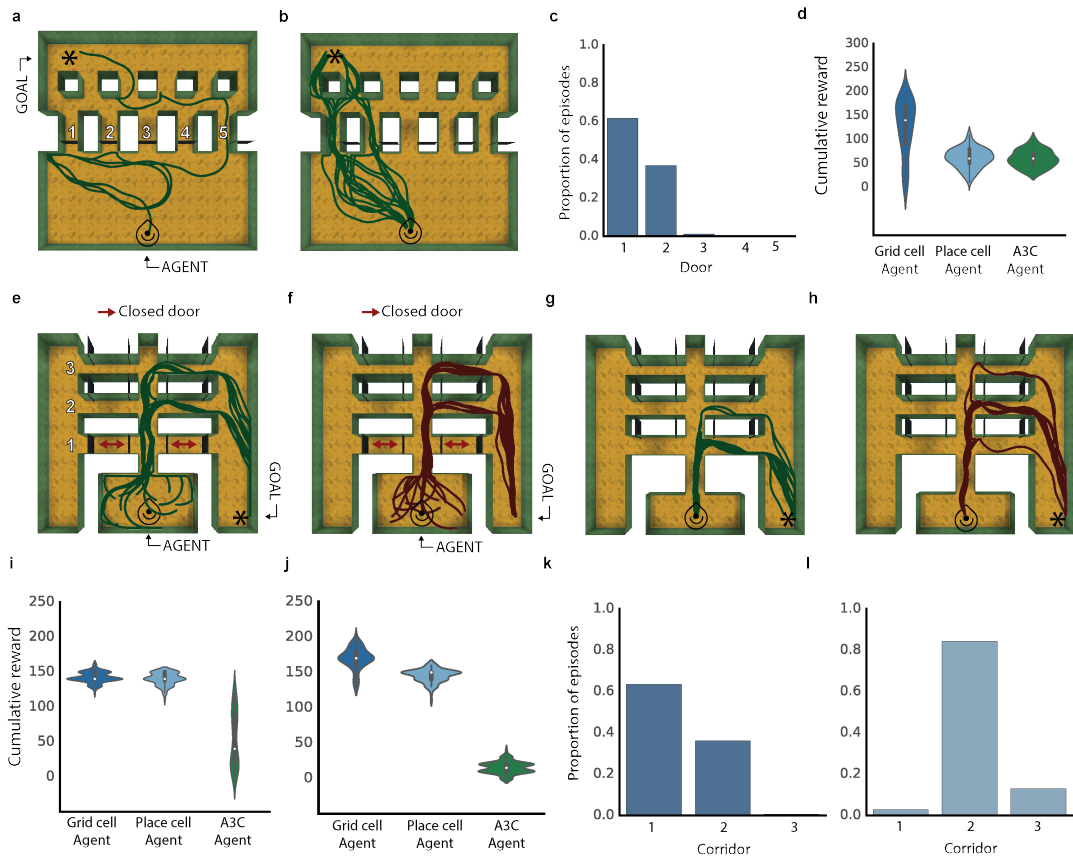 a
GOAL
*
1 2 3 4 5
AGENT
b
*
c
Proportion of episodes
1.0
0.8
0.6
0.4
0.2
0.0
1 2 3 4 5
Door
d
Cumulative reward
300
250
200
150
100
50
0
Grid cell Place cell A3C
Agent Agent Agent
e
Closed door
3
2
1
GOAL
*
AGENT
f
Closed door
GOAL
AGENT
g
*
h
*
i
Cumulative reward
250
200
150
100
50
0
Grid cell Place cell A3C
Agent Agent Agent
j
250
200
150
100
50
0
Grid cell Place cell A3C
Agent Agent Agent
k
Proportion of episodes
1.0
0.8
0.6
0.4
0.2
0.0
1 2 3
Corridor
l
1.0
0.8
0.6
0.4
0.2
0.0
1 2 3
Corridor